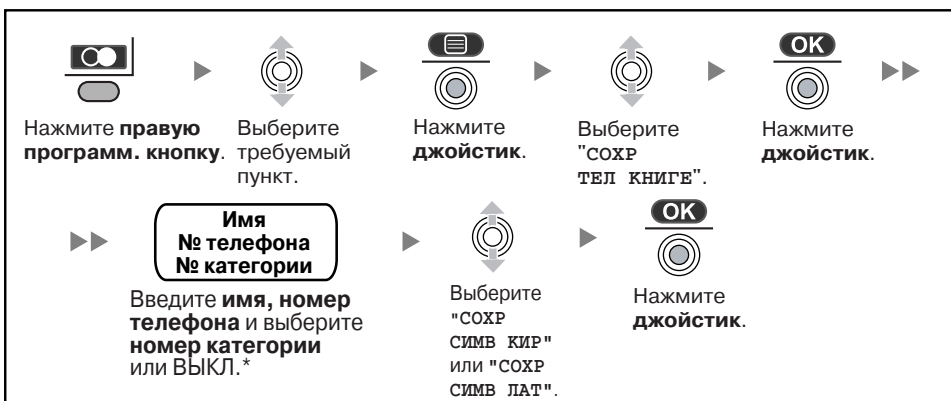 OK
Нажмите правую
программ. кнопку.
Выберите
требуемый
пункт.
Нажмите
джойстик.
Выберите
"СОХР
ТЕЛ КНИГЕ".
Нажмите
джойстик.
Имя
№ телефона
№ категории
Введите имя, номер
телефона и выберите
номер категории
или ВЫКЛ.*
Выберите
"СОХР
СИМВ КИР"
или "СОХР
СИМВ ЛАТ".
OK
Нажмите
джойстик.